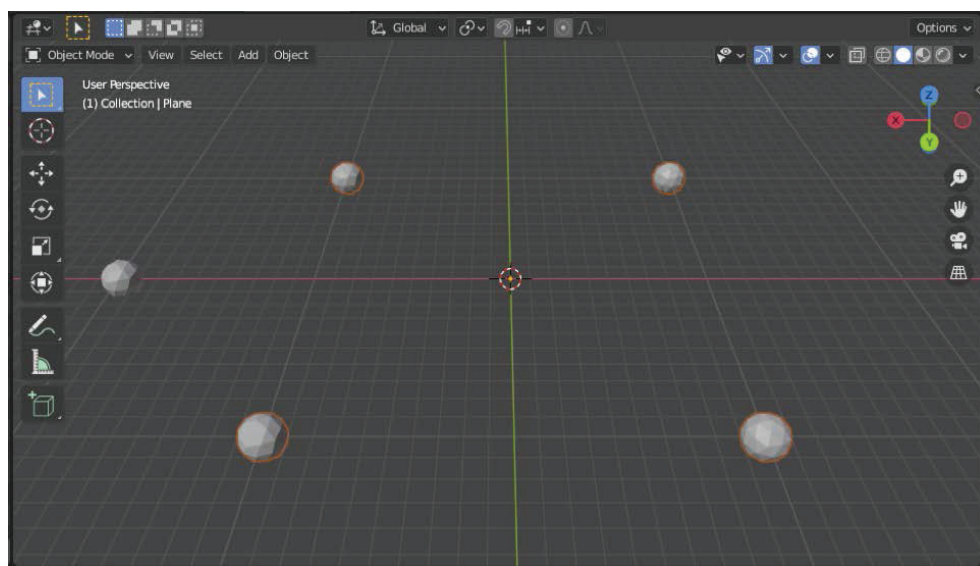 Global
Options
Object Mode View Select Add Object
User Perspective
(1) Collection | Plane
Z
X
Y